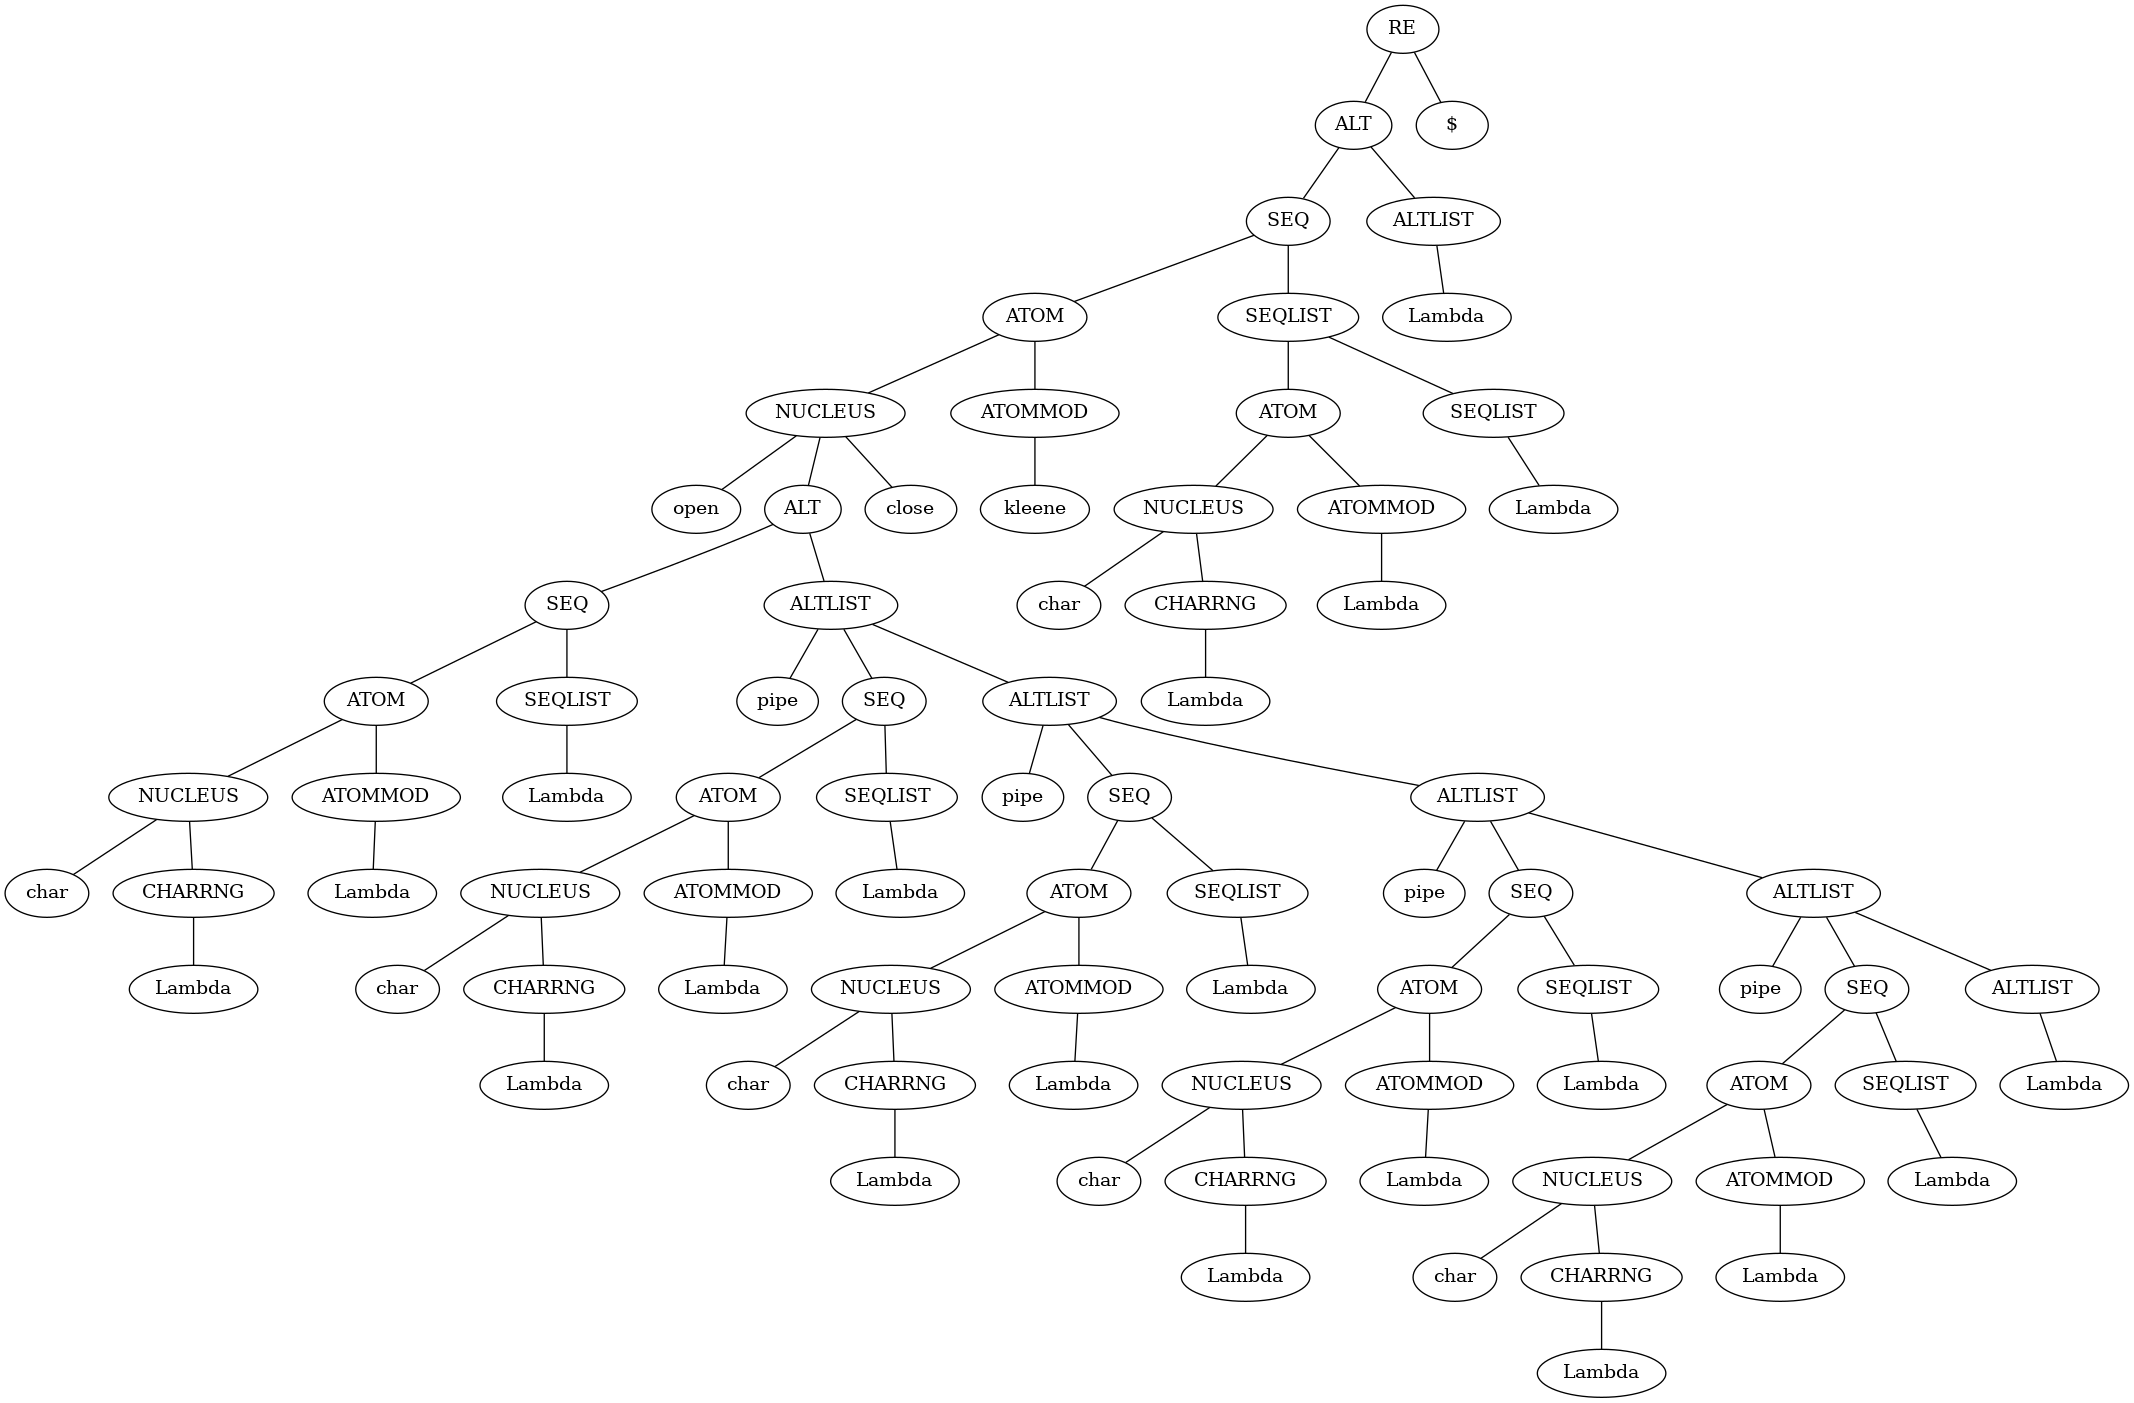 RE
ALT $
SEQ ALTLIST
ATOM SEQLIST Lambda
NUCLEUS ATOMMOD ATOM SEQLIST
open ALT close kleene NUCLEUS ATOMMOD Lambda
SEQ ALTLIST char CHARRNG Lambda
ATOM SEQLIST pipe SEQ ALTLIST Lambda
NUCLEUS ATOMMOD Lambda ATOM SEQLIST pipe SEQ ALTLIST
char CHARRNG Lambda NUCLEUS ATOMMOD Lambda ATOM SEQLIST pipe SEQ ALTLIST
Lambda char CHARRNG Lambda NUCLEUS ATOMMOD Lambda ATOM SEQLIST pipe SEQ ALTLIST
Lambda char CHARRNG Lambda NUCLEUS ATOMMOD Lambda ATOM SEQLIST Lambda
Lambda char CHARRNG Lambda NUCLEUS ATOMMOD Lambda
Lambda char CHARRNG Lambda
Lambda